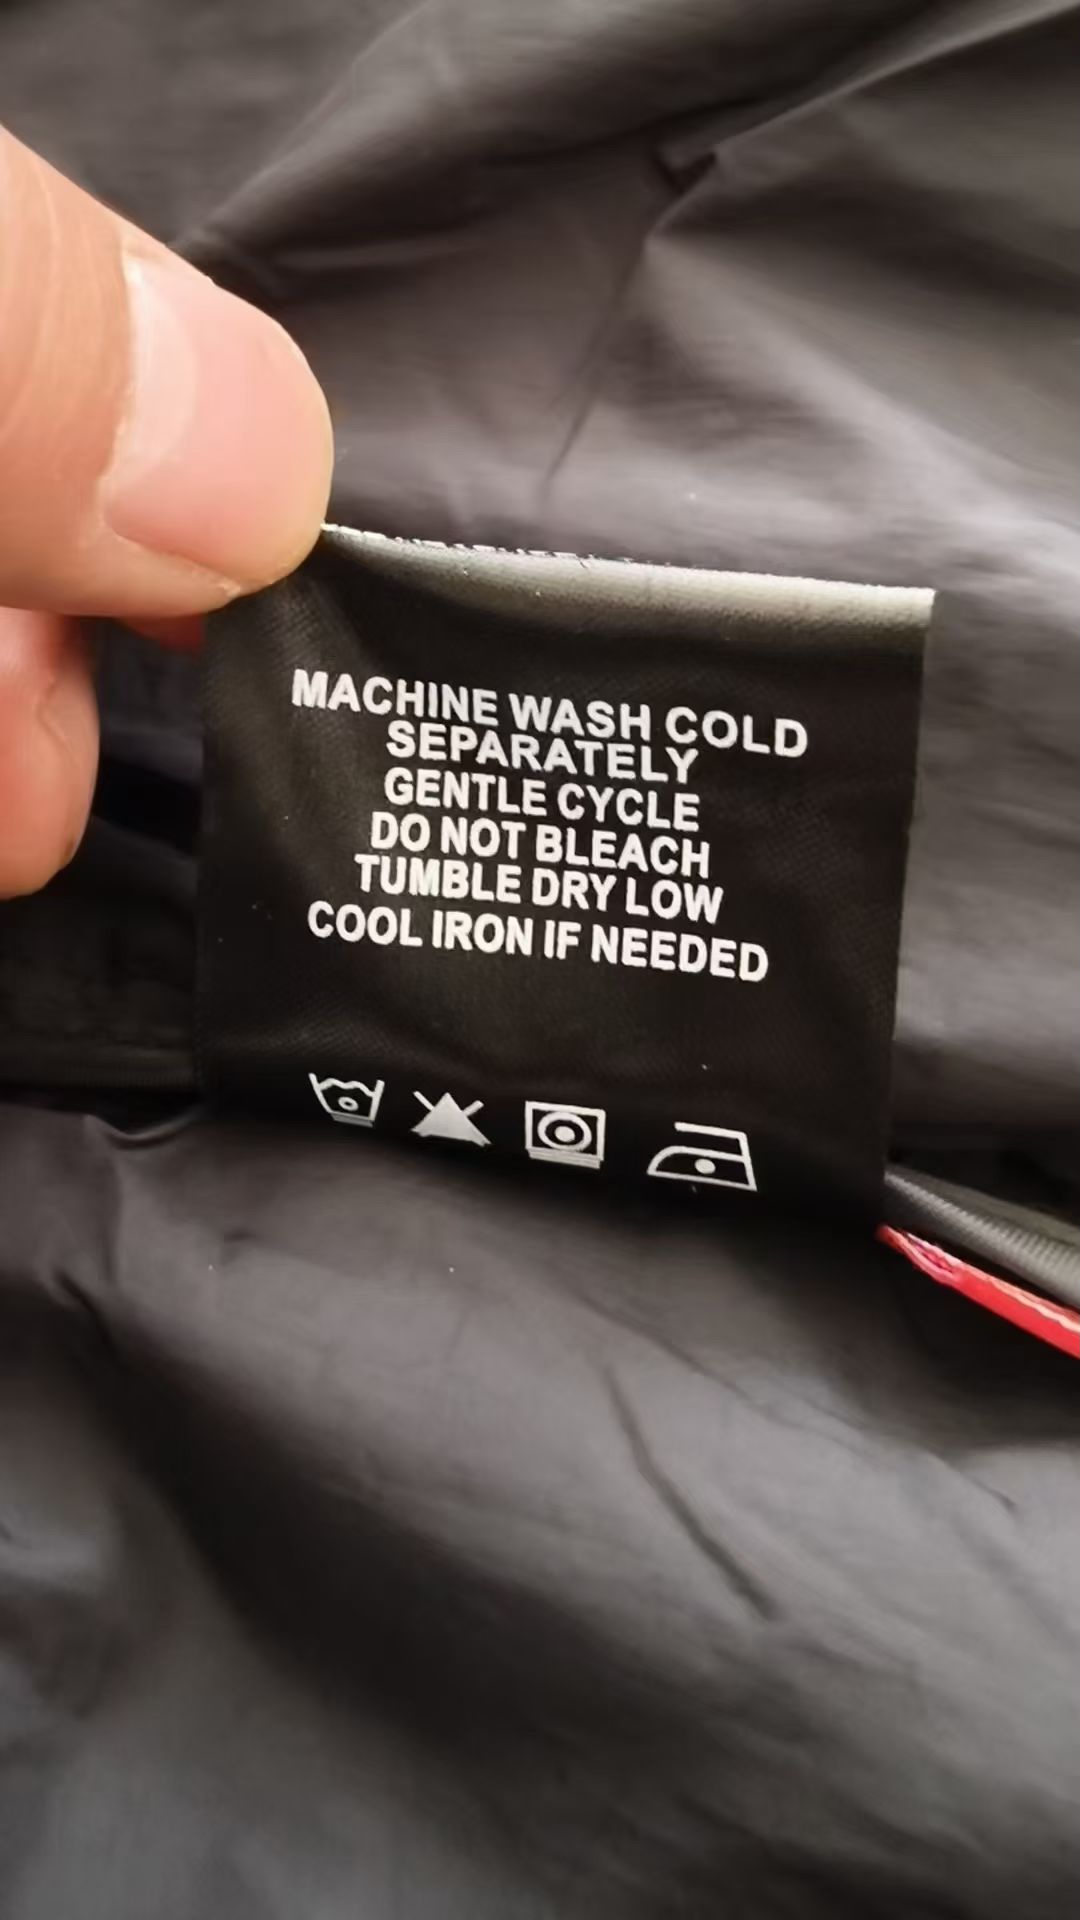 MACHINE WASH COLD
SEPARATELY
GENTLE CYCLE
DO NOT BLEACH
TUMBLE DRY LOW
COOL IRON IF NEEDED